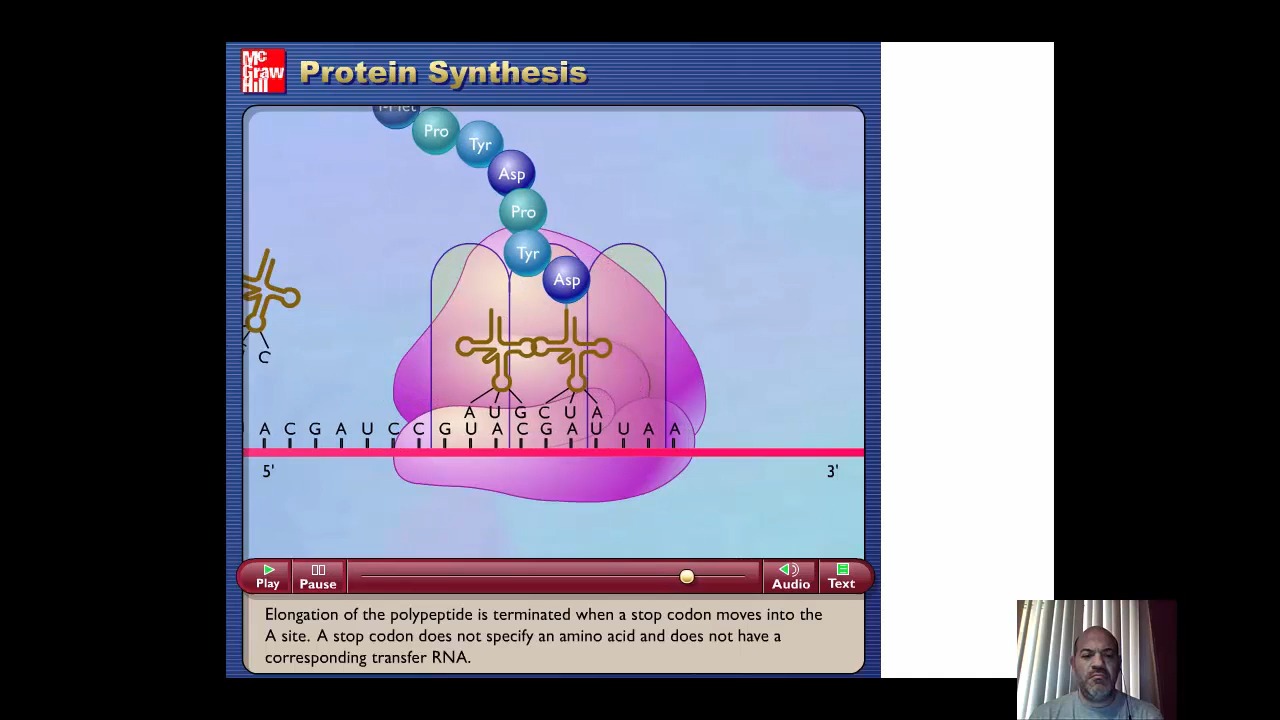 Mc
Graw
Hill
Protein Synthesis
f-Met
Pro
Tyr
Asp
Pro
Tyr
Asp
C
A U G C U A
A C G A U C C G U A C G A U U A A
5' 3'
Play Pause Audio Text
Elongation of the polypeptide is terminated when a stop codon moves into the
A site. A stop codon does not specify an amino acid and does not have a
corresponding transfer RNA.